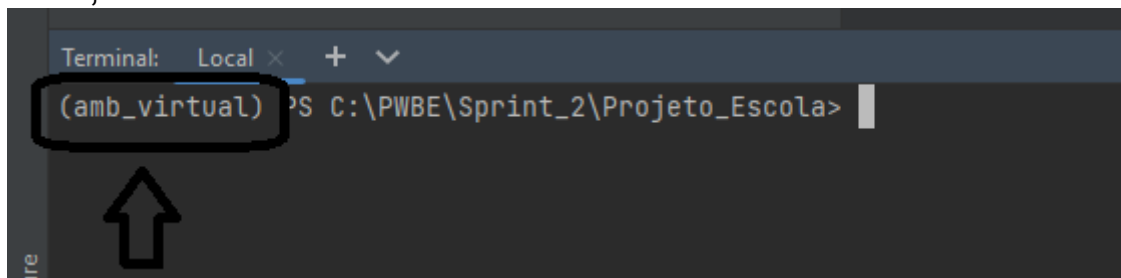 Terminal: Local × + 
(amb_virtual) PS C:\PWBE\Sprint_2\Projeto_Escola>